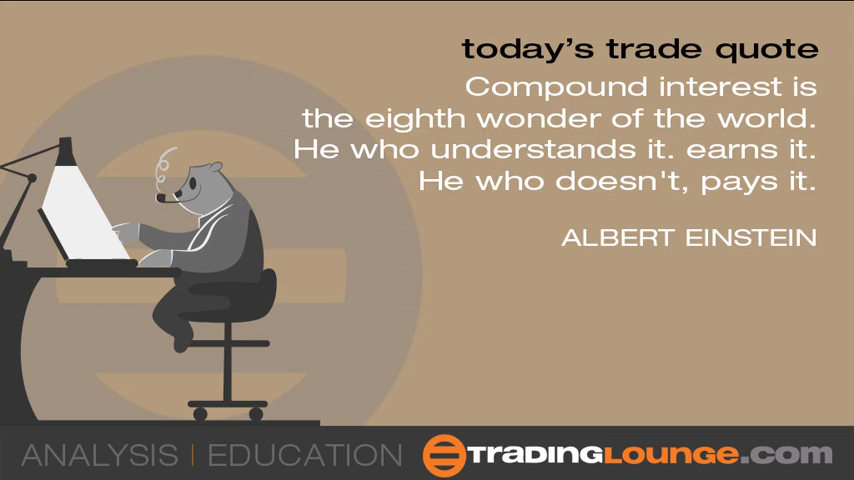 today's trade quote
Compound interest is
the eighth wonder of the world.
He who understands it. earns it.
He who doesn't, pays it.
ALBERT EINSTEIN
ANALYSIS | EDUCATION
TRADINGLOUNGE.com